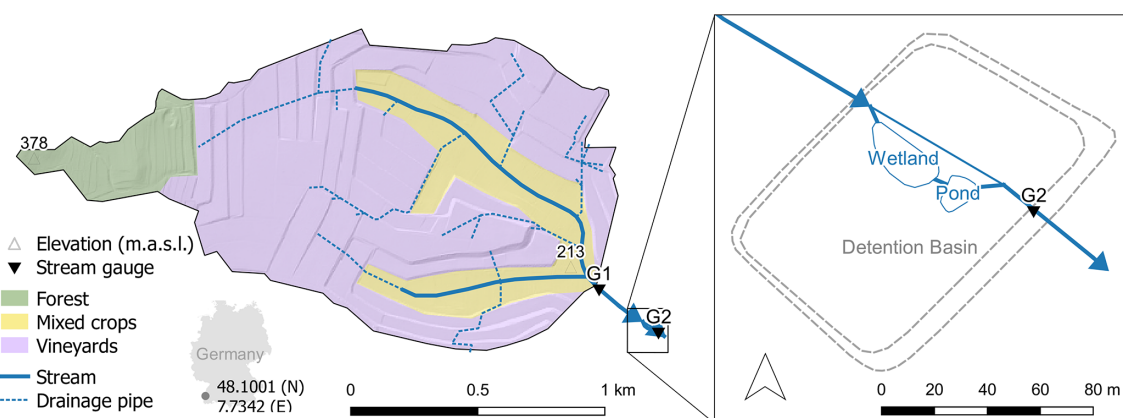 378
213
G1
G2
Elevation (m.a.s.l.)
Stream gauge
Forest
Mixed crops
Vineyards
Stream
Drainage pipe
Germany
48.1001 (N)
7.7342 (E)
0 0.5 1 km
Wetland
Pond
G2
Detention Basin
0 20 40 60 80 m